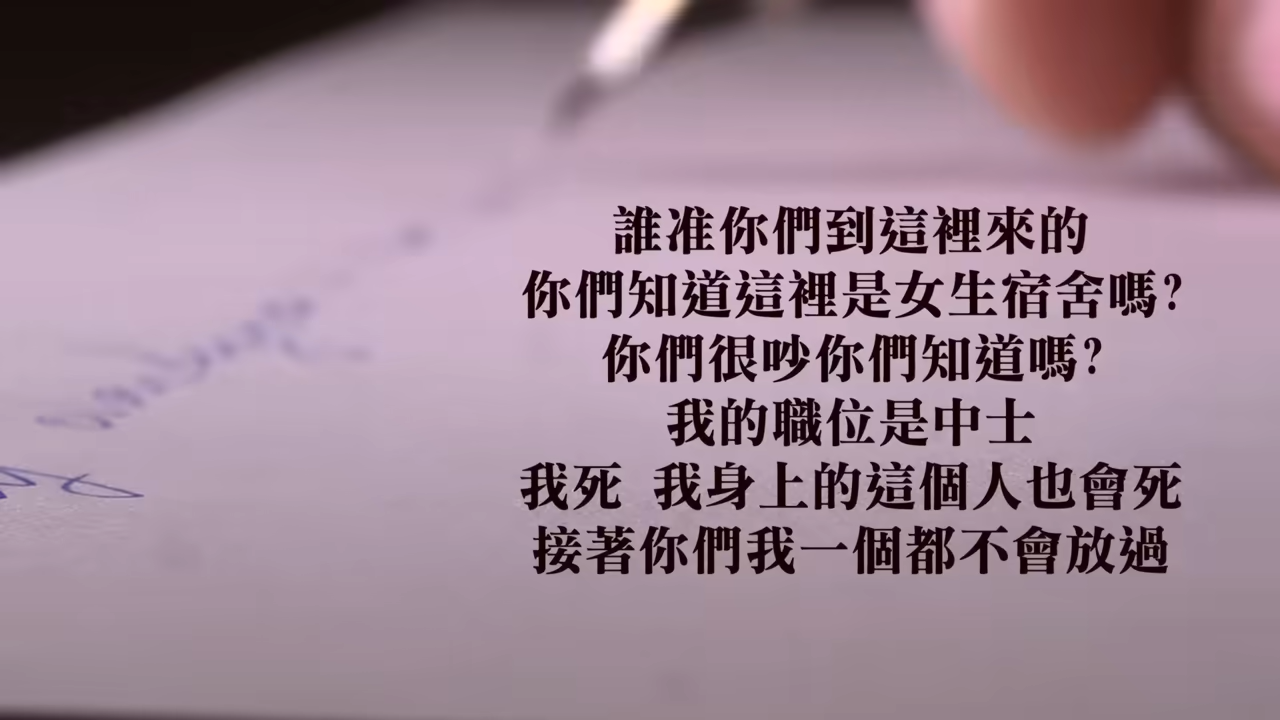 誰准你們到這裡來的
你們知道這裡是女生宿舍嗎?
你們很吵你們知道嗎?
我的職位是中士
我死 我身上的這個人也會死
接著你們我一個都不會放過